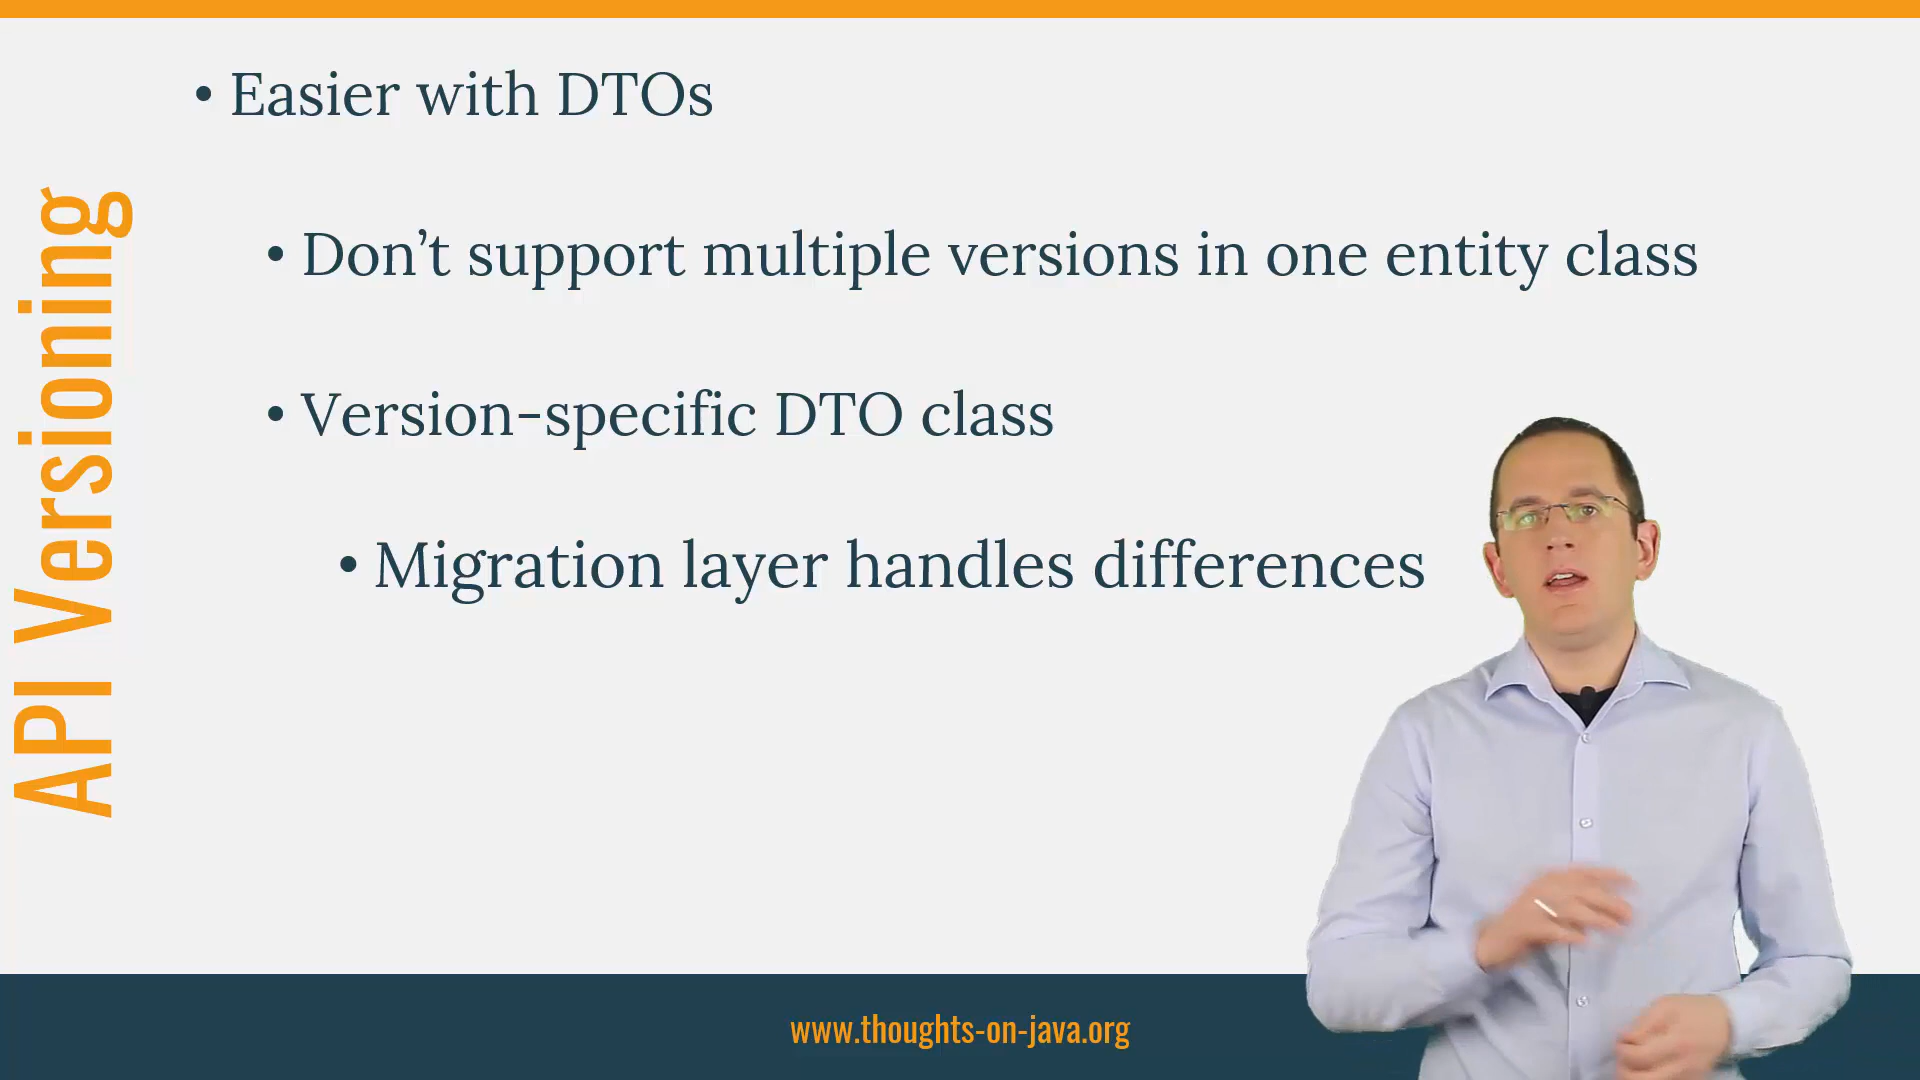 API Versioning
• Easier with DTOs
• Don’t support multiple versions in one entity class
• Version-specific DTO class
• Migration layer handles differences
www.thoughts-on-java.org